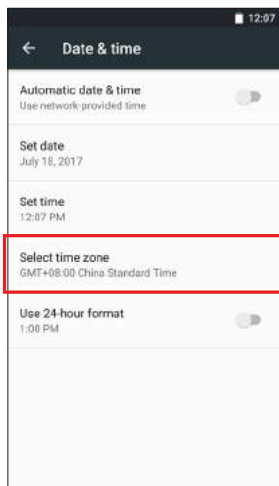 12:07
Date & time
Automatic date & time
Use network-provided time
Set date
July 18, 2017
Set time
12:07 PM
Select time zone
GMT+08:00 China Standard Time
Use 24-hour format
1:00 PM